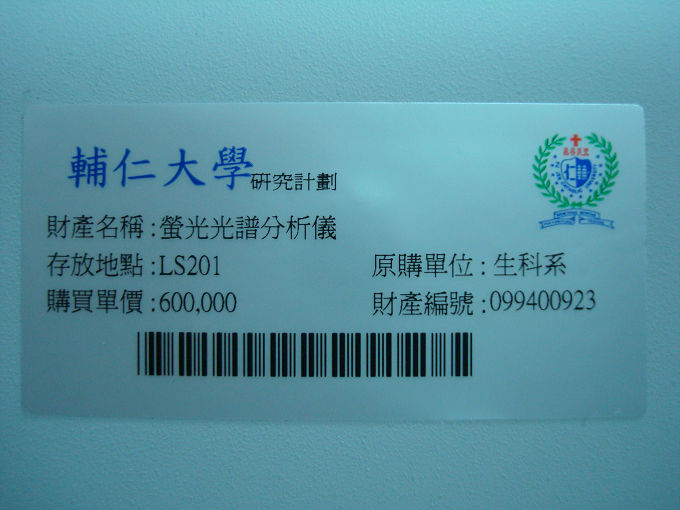 輔仁大學研究計劃
財產名稱:螢光光譜分析儀
存放地點:LS201 原購單位:生科系
購買單價:600,000 財產編號:099400923